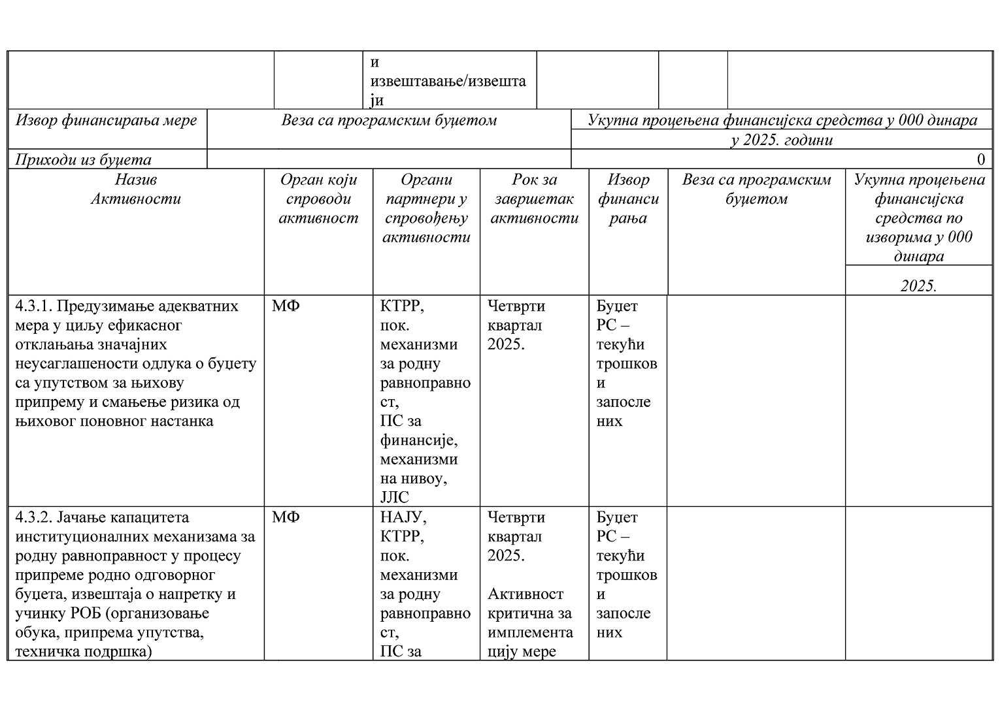 и
извештавање/извешта
ји
Извор финансирања мере
Веза са програмским буџетом
Укупна процењена финансијска средства у 000 динара
у 2025. години
Приходи из буџета
0
Назив
Активности
Орган који
спроводи
активност
Органи
партнери у
спровођењу
активности
Рок за
завршетак
активности
Извор
финанси
рања
Веза са програмским
буџетом
Укупна процењена
финансијска
средства по
изворима у 000
динара
2025.
4.3.1. Предузимање адекватних
мера у циљу ефикасног
отклањања значајних
неусаглашености одлука о буџету
са упутством за њихову
припрему и смањење ризика од
њиховог поновног настанка
МФ
КТРР,
пок.
механизми
за родну
равноправно
ст,
ПС за
финансије,
механизми
на нивоу,
ЈЛС
Четврти
квартал
2025.
Буџет
РС –
текући
трошков
и
запосле
них
4.3.2. Јачање капацитета
институционалних механизама за
родну равноправност у процесу
припреме родно одговорног
буџета, извештаја о напретку и
учинку РОБ (организовање
обука, припрема упутства,
техничка подршка)
МФ
НАЈУ,
КТРР,
пок.
механизми
за родну
равноправно
ст,
ПС за
Четврти
квартал
2025.
Активност
критична за
имплемента
цију мере
Буџет
РС –
текући
трошков
и
запосле
них